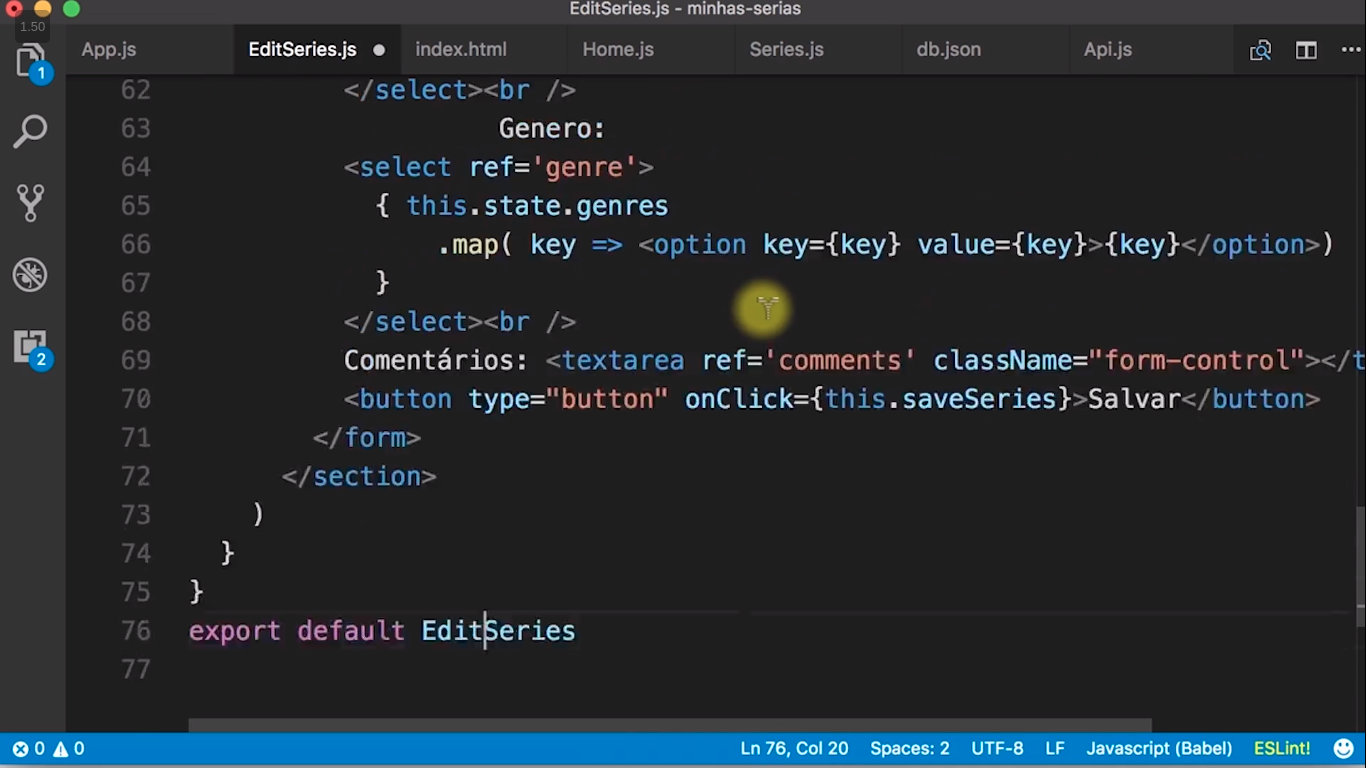 EditSeries.js - minhas-serias
1.50
App.js EditSeries.js index.html Home.js Series.js db.json Api.js
1
2
62 </select><br />
63 Genero:
64 <select ref='genre'>
65 { this.state.genres
66 .map( key => <option key={key} value={key}>{key}</option>)
67 }
68 </select><br />
69 Comentários: <textarea ref='comments' className="form-control"></t
70 <button type="button" onClick={this.saveSeries}>Salvar</button>
71 </form>
72 </section>
73 )
74 }
75 }
76 export default EditSeries
77
0 0 Ln 76, Col 20 Spaces: 2 UTF-8 LF Javascript (Babel) ESLint!